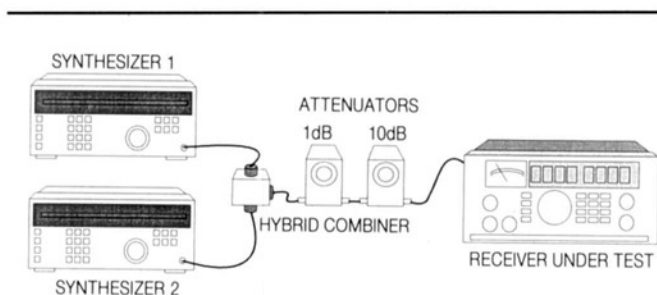 SYNTHESIZER 1
ATTENUATORS
1dB 10dB
HYBRID COMBINER
RECEIVER UNDER TEST
SYNTHESIZER 2